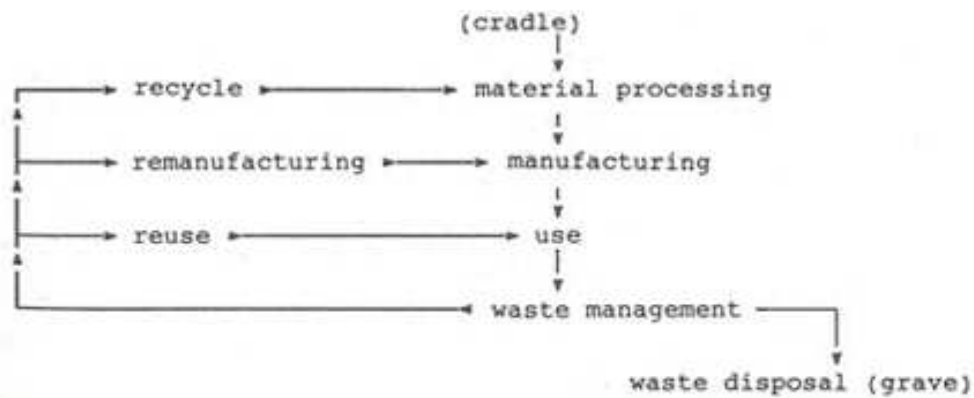 (cradle)
recycle material processing
remanufacturing manufacturing
reuse use
waste management
waste disposal (grave)